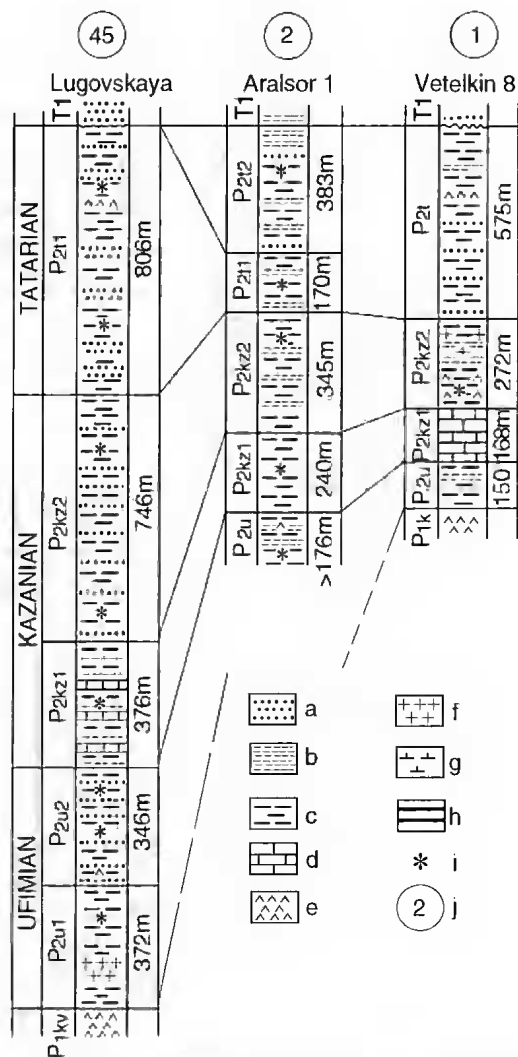 45
2
1
Lugovskaya
Aralsor 1
Vetelkin 8
TATARIAN
KAZANIAN
UFIMIAN
T1
P2t1
806m
P2kz2
746m
P2kz1
376m
P2u2
346m
P2u1
372m
P1kv
T1
P2t2
383m
P2t1
170m
P2kz2
345m
P2kz1
240m
P2u
>176m
T1
P2t
575m
P2kz2
272m
P2kz1
168m
P2u
150
P1k
a
b
c
d
e
f
g
h
* i
2 j